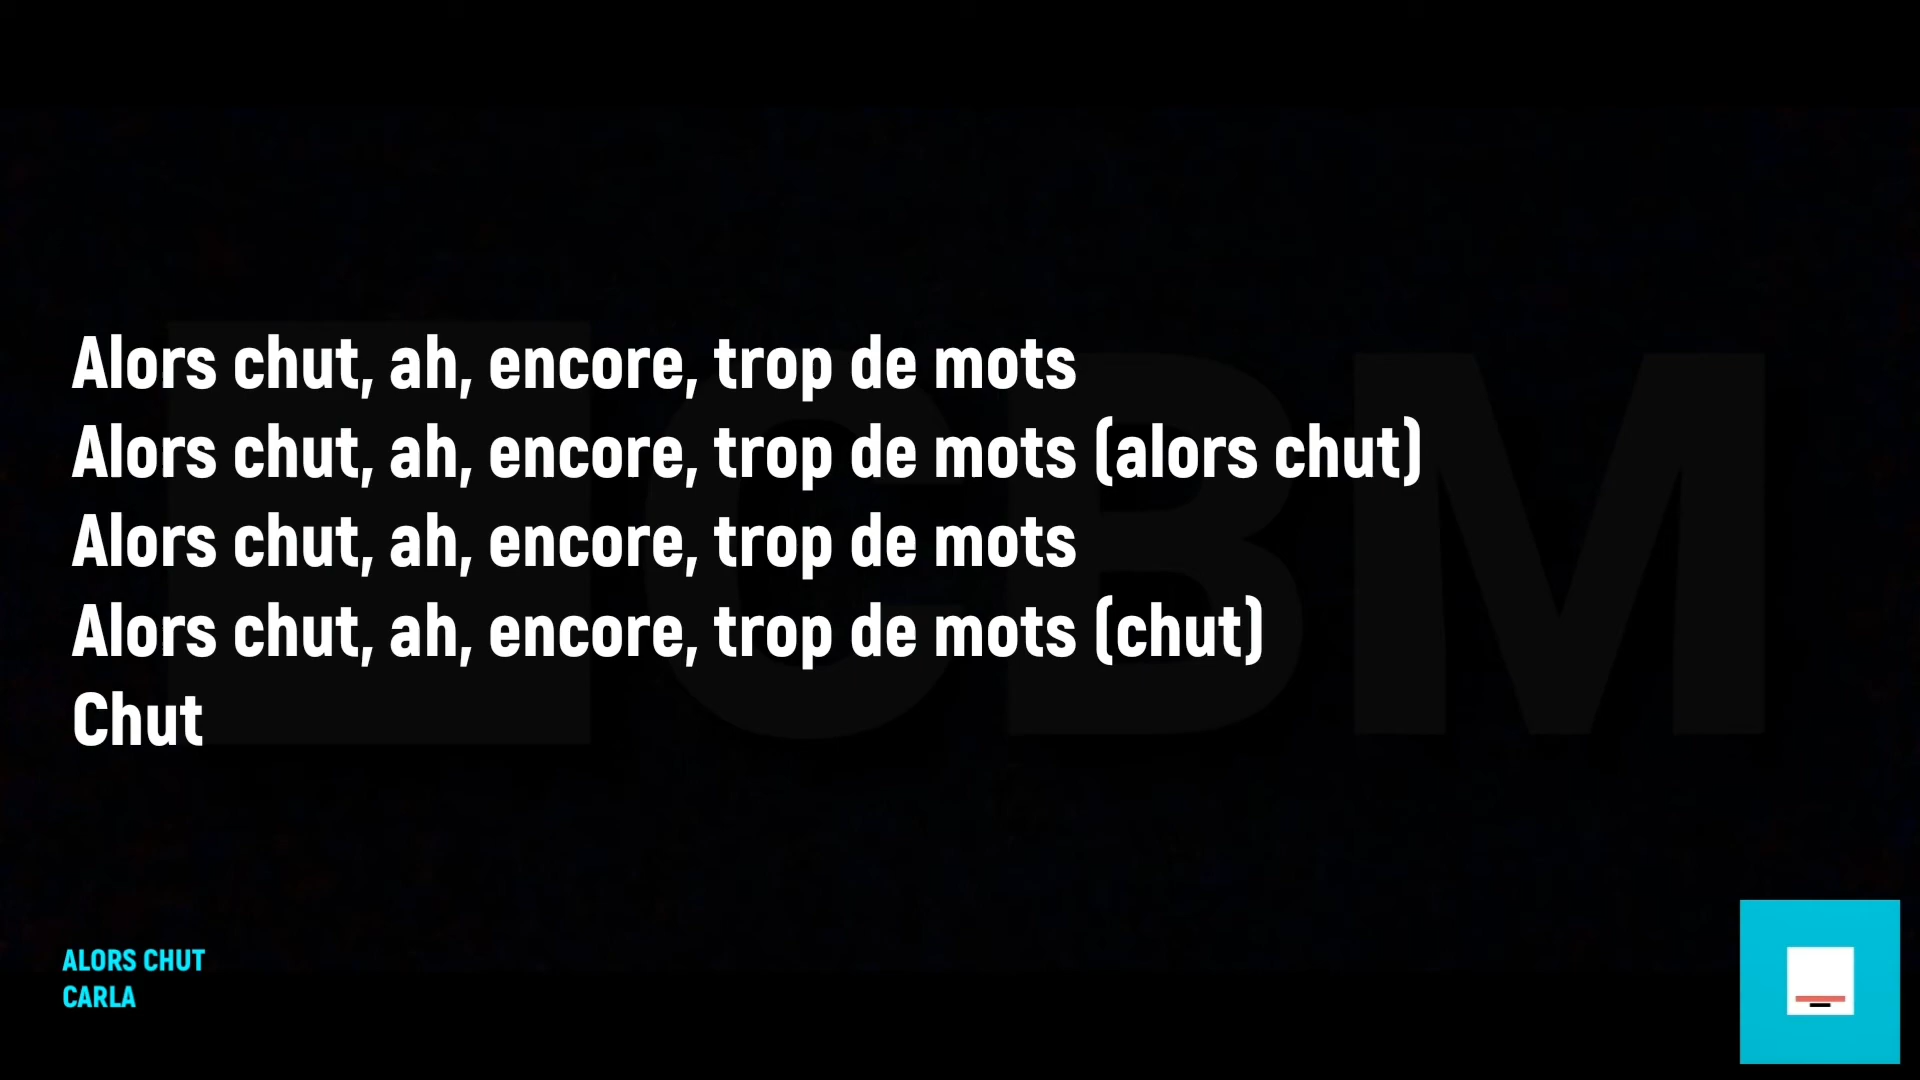 Alors chut, ah, encore, trop de mots
Alors chut, ah, encore, trop de mots (alors chut)
Alors chut, ah, encore, trop de mots
Alors chut, ah, encore, trop de mots (chut)
Chut
CBM
ALORS CHUT
CARLA